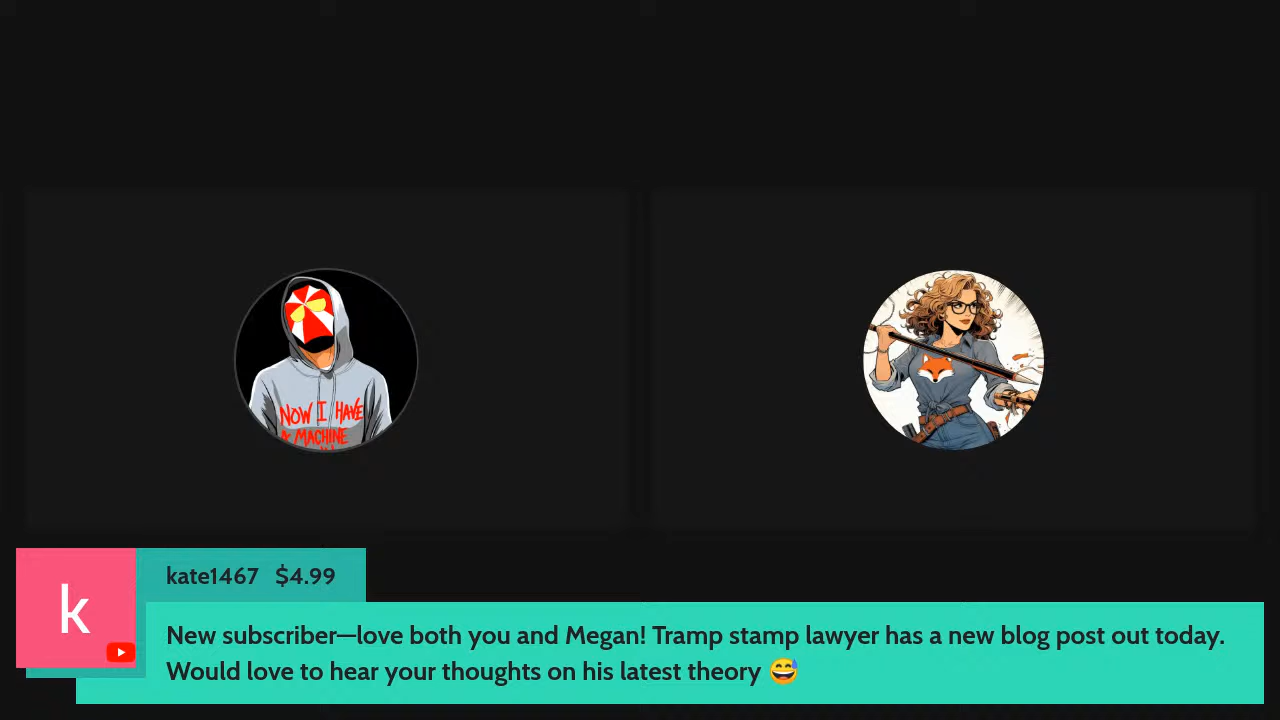 NOW I HAVE
A MACHINE
k
kate1467 $4.99
New subscriber—love both you and Megan! Tramp stamp lawyer has a new blog post out today.
Would love to hear your thoughts on his latest theory 😅